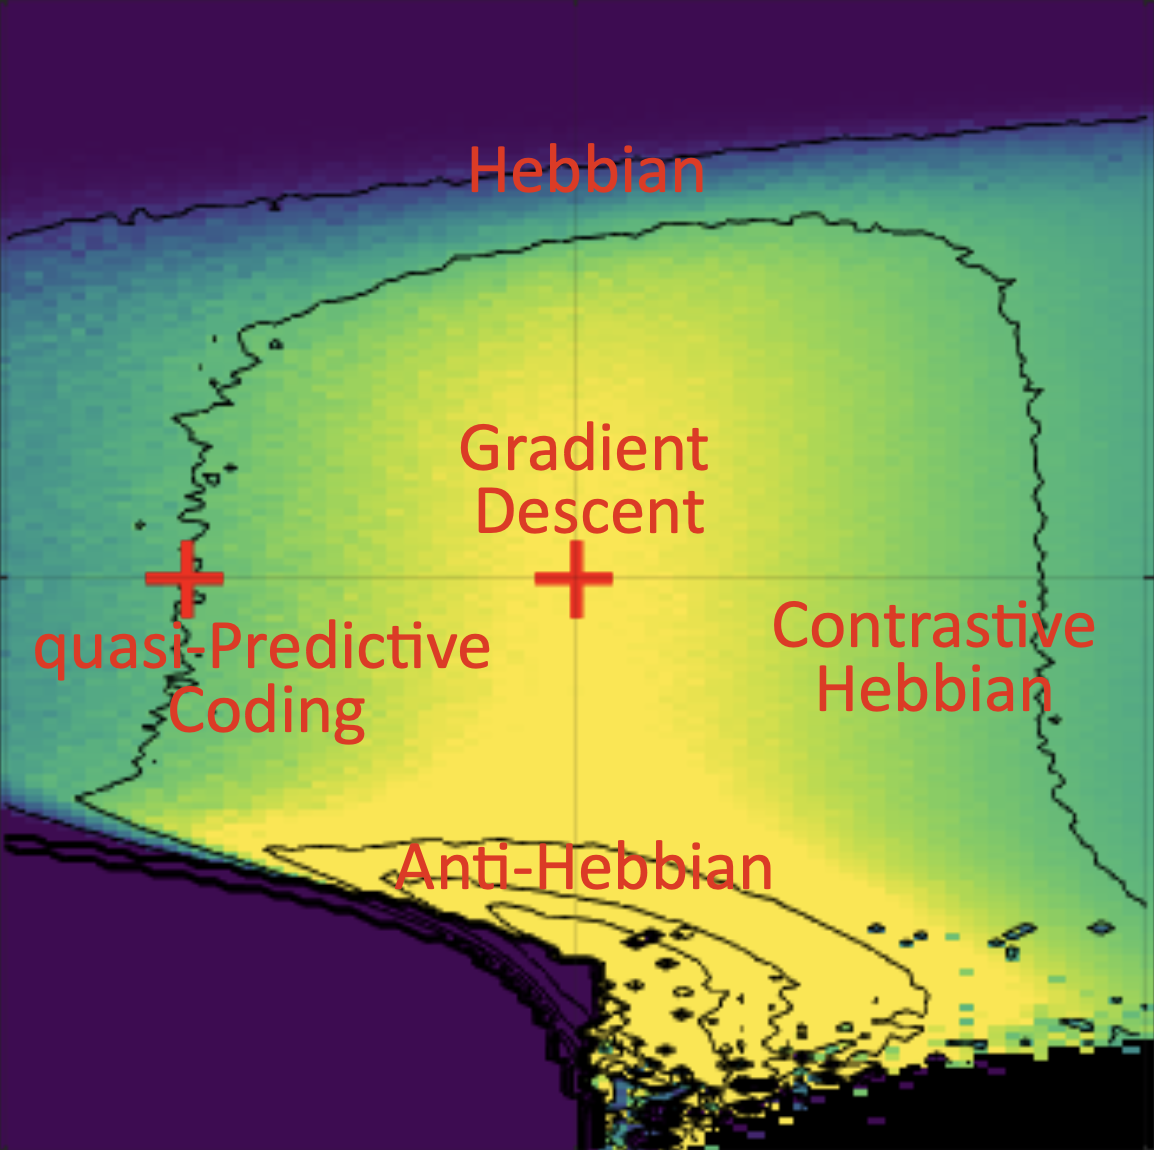 Hebbian
Gradient
Descent
quasi-Predictive
Coding
Contrastive
Hebbian
Anti-Hebbian